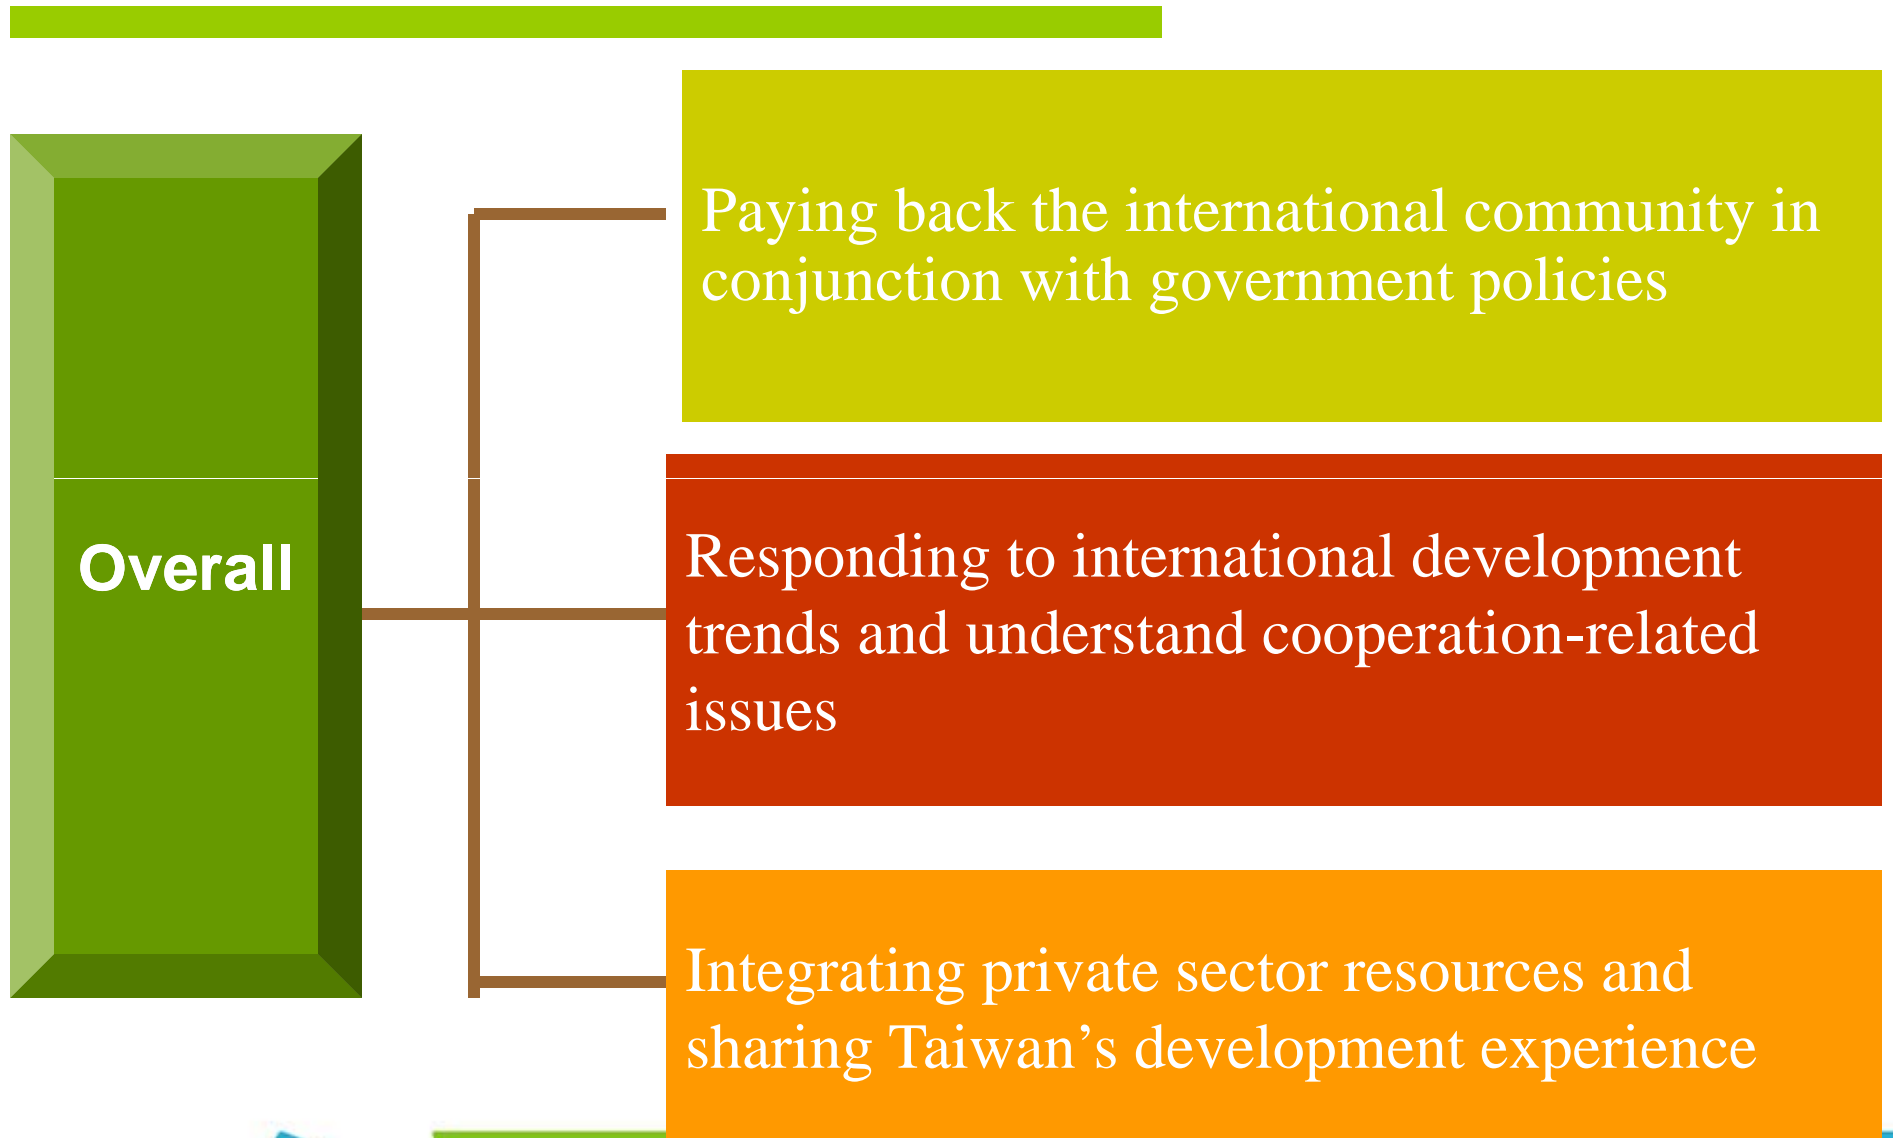 Paying back the international community in
conjunction with government policies
Overall
Responding to international development
trends and understand cooperation-related
issues
Integrating private sector resources and
sharing Taiwan’s development experience